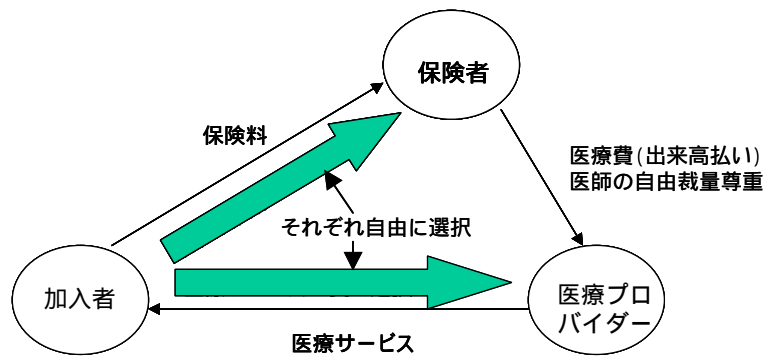 保険者
保険料
医療費(出来高払い)
医師の自由裁量尊重
それぞれ自由に選択
加入者
医療プロ
バイダー
医療サービス